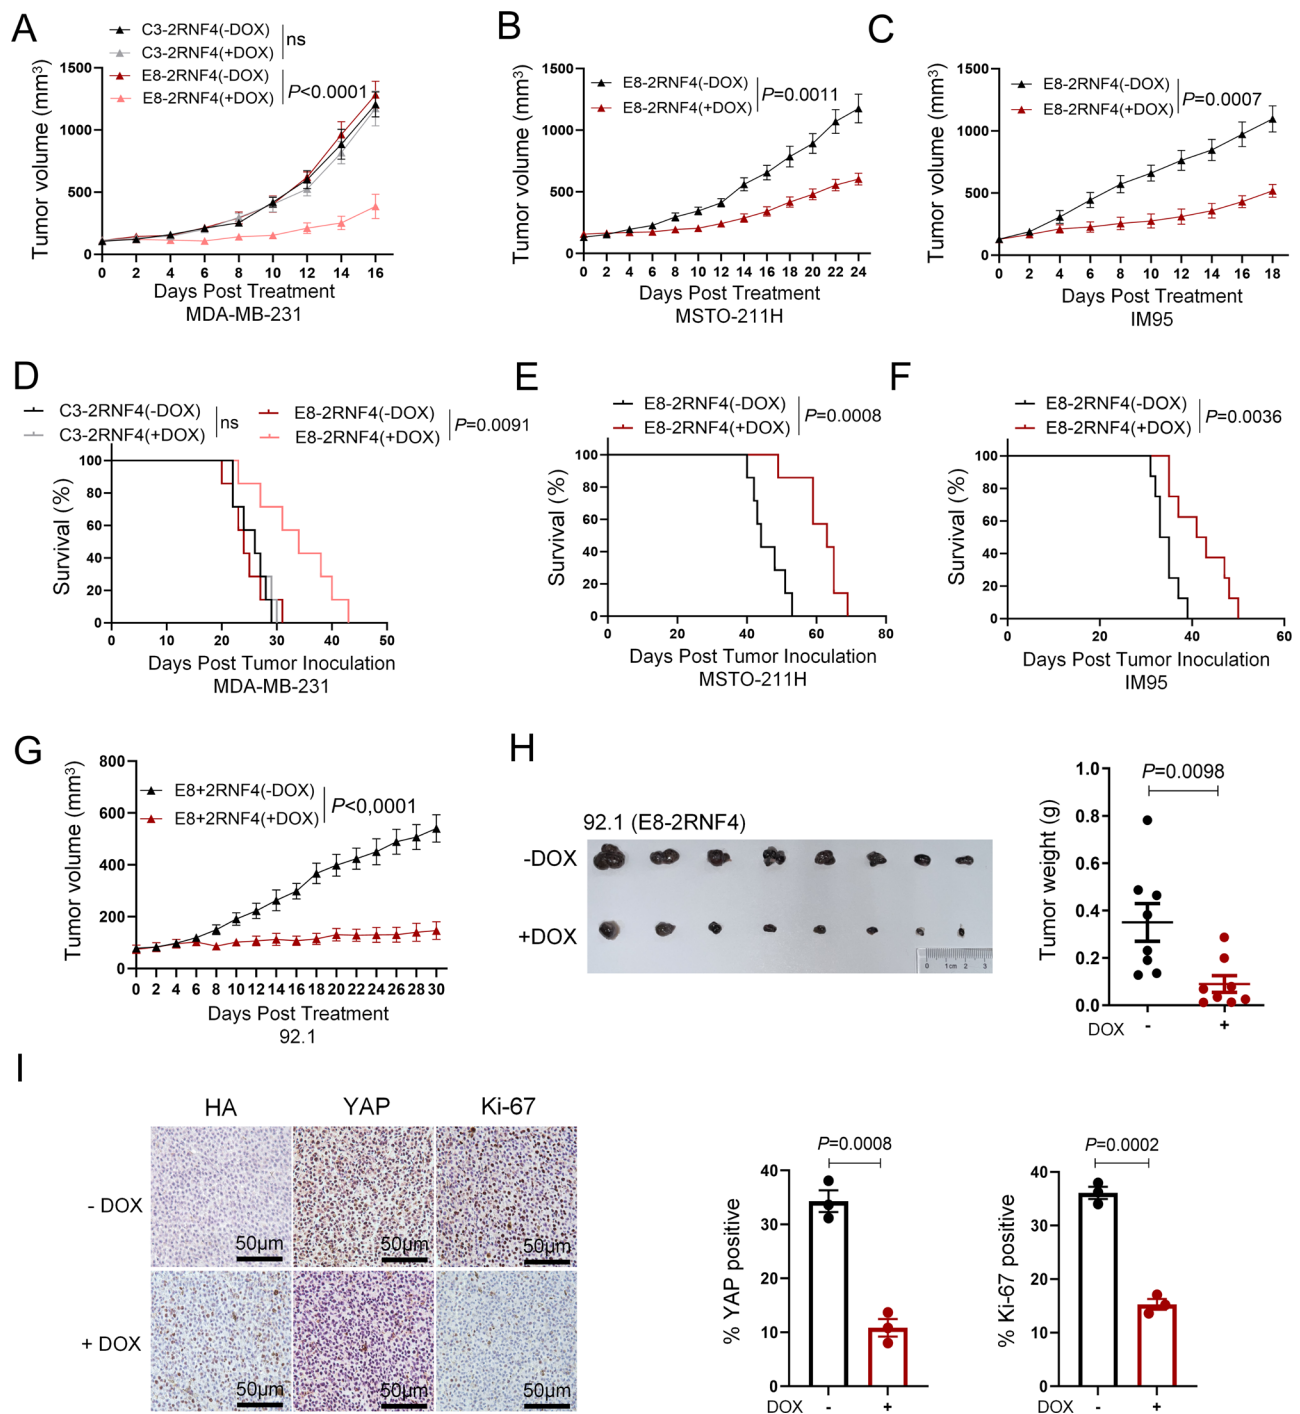 A
C3-2RNF4(-DOX)
C3-2RNF4(+DOX)
ns
E8-2RNF4(-DOX)
E8-2RNF4(+DOX)
P<0.0001
Tumor volume (mm³)
1500
1000
500
0
0 2 4 6 8 10 12 14 16
Days Post Treatment
MDA-MB-231
B
E8-2RNF4(-DOX)
E8-2RNF4(+DOX)
P=0.0011
Tumor volume (mm³)
1500
1000
500
0
0 2 4 6 8 10 12 14 16 18 20 22 24
Days Post Treatment
MSTO-211H
C
E8-2RNF4(-DOX)
E8-2RNF4(+DOX)
P=0.0007
Tumor volume (mm³)
1500
1000
500
0
0 2 4 6 8 10 12 14 16 18
Days Post Treatment
IM95
D
C3-2RNF4(-DOX)
C3-2RNF4(+DOX)
ns
E8-2RNF4(-DOX)
E8-2RNF4(+DOX)
P=0.0091
Survival (%)
100
80
60
40
20
0
0 10 20 30 40 50
Days Post Tumor Inoculation
MDA-MB-231
E
E8-2RNF4(-DOX)
E8-2RNF4(+DOX)
P=0.0008
Survival (%)
100
80
60
40
20
0
0 20 40 60 80
Days Post Tumor Inoculation
MSTO-211H
F
E8-2RNF4(-DOX)
E8-2RNF4(+DOX)
P=0.0036
Survival (%)
100
80
60
40
20
0
0 20 40 60
Days Post Tumor Inoculation
IM95
G
E8+2RNF4(-DOX)
E8+2RNF4(+DOX)
P<0,0001
Tumor volume (mm³)
800
600
400
200
0
0 2 4 6 8 10 12 14 16 18 20 22 24 26 28 30
Days Post Treatment
92.1
H
92.1 (E8-2RNF4)
-DOX
+DOX
0 1cm 2 3
P=0.0098
Tumor weight (g)
1.0
0.8
0.6
0.4
0.2
0.0
DOX - +
I
HA YAP Ki-67
- DOX
50μm 50μm 50μm
+ DOX
50μm 50μm 50μm
P=0.0008
% YAP positive
40
30
20
10
0
DOX - +
P=0.0002
% Ki-67 positive
40
30
20
10
0
DOX - +